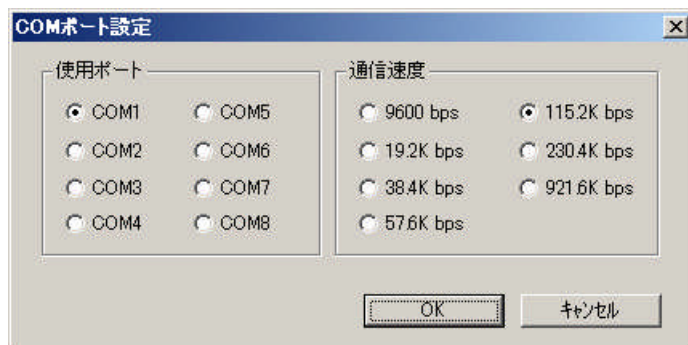 COMポート設定
使用ポート
COM1 COM5
COM2 COM6
COM3 COM7
COM4 COM8
通信速度
9600 bps 115.2K bps
19.2K bps 230.4K bps
38.4K bps 921.6K bps
57.6K bps
OK キャンセル